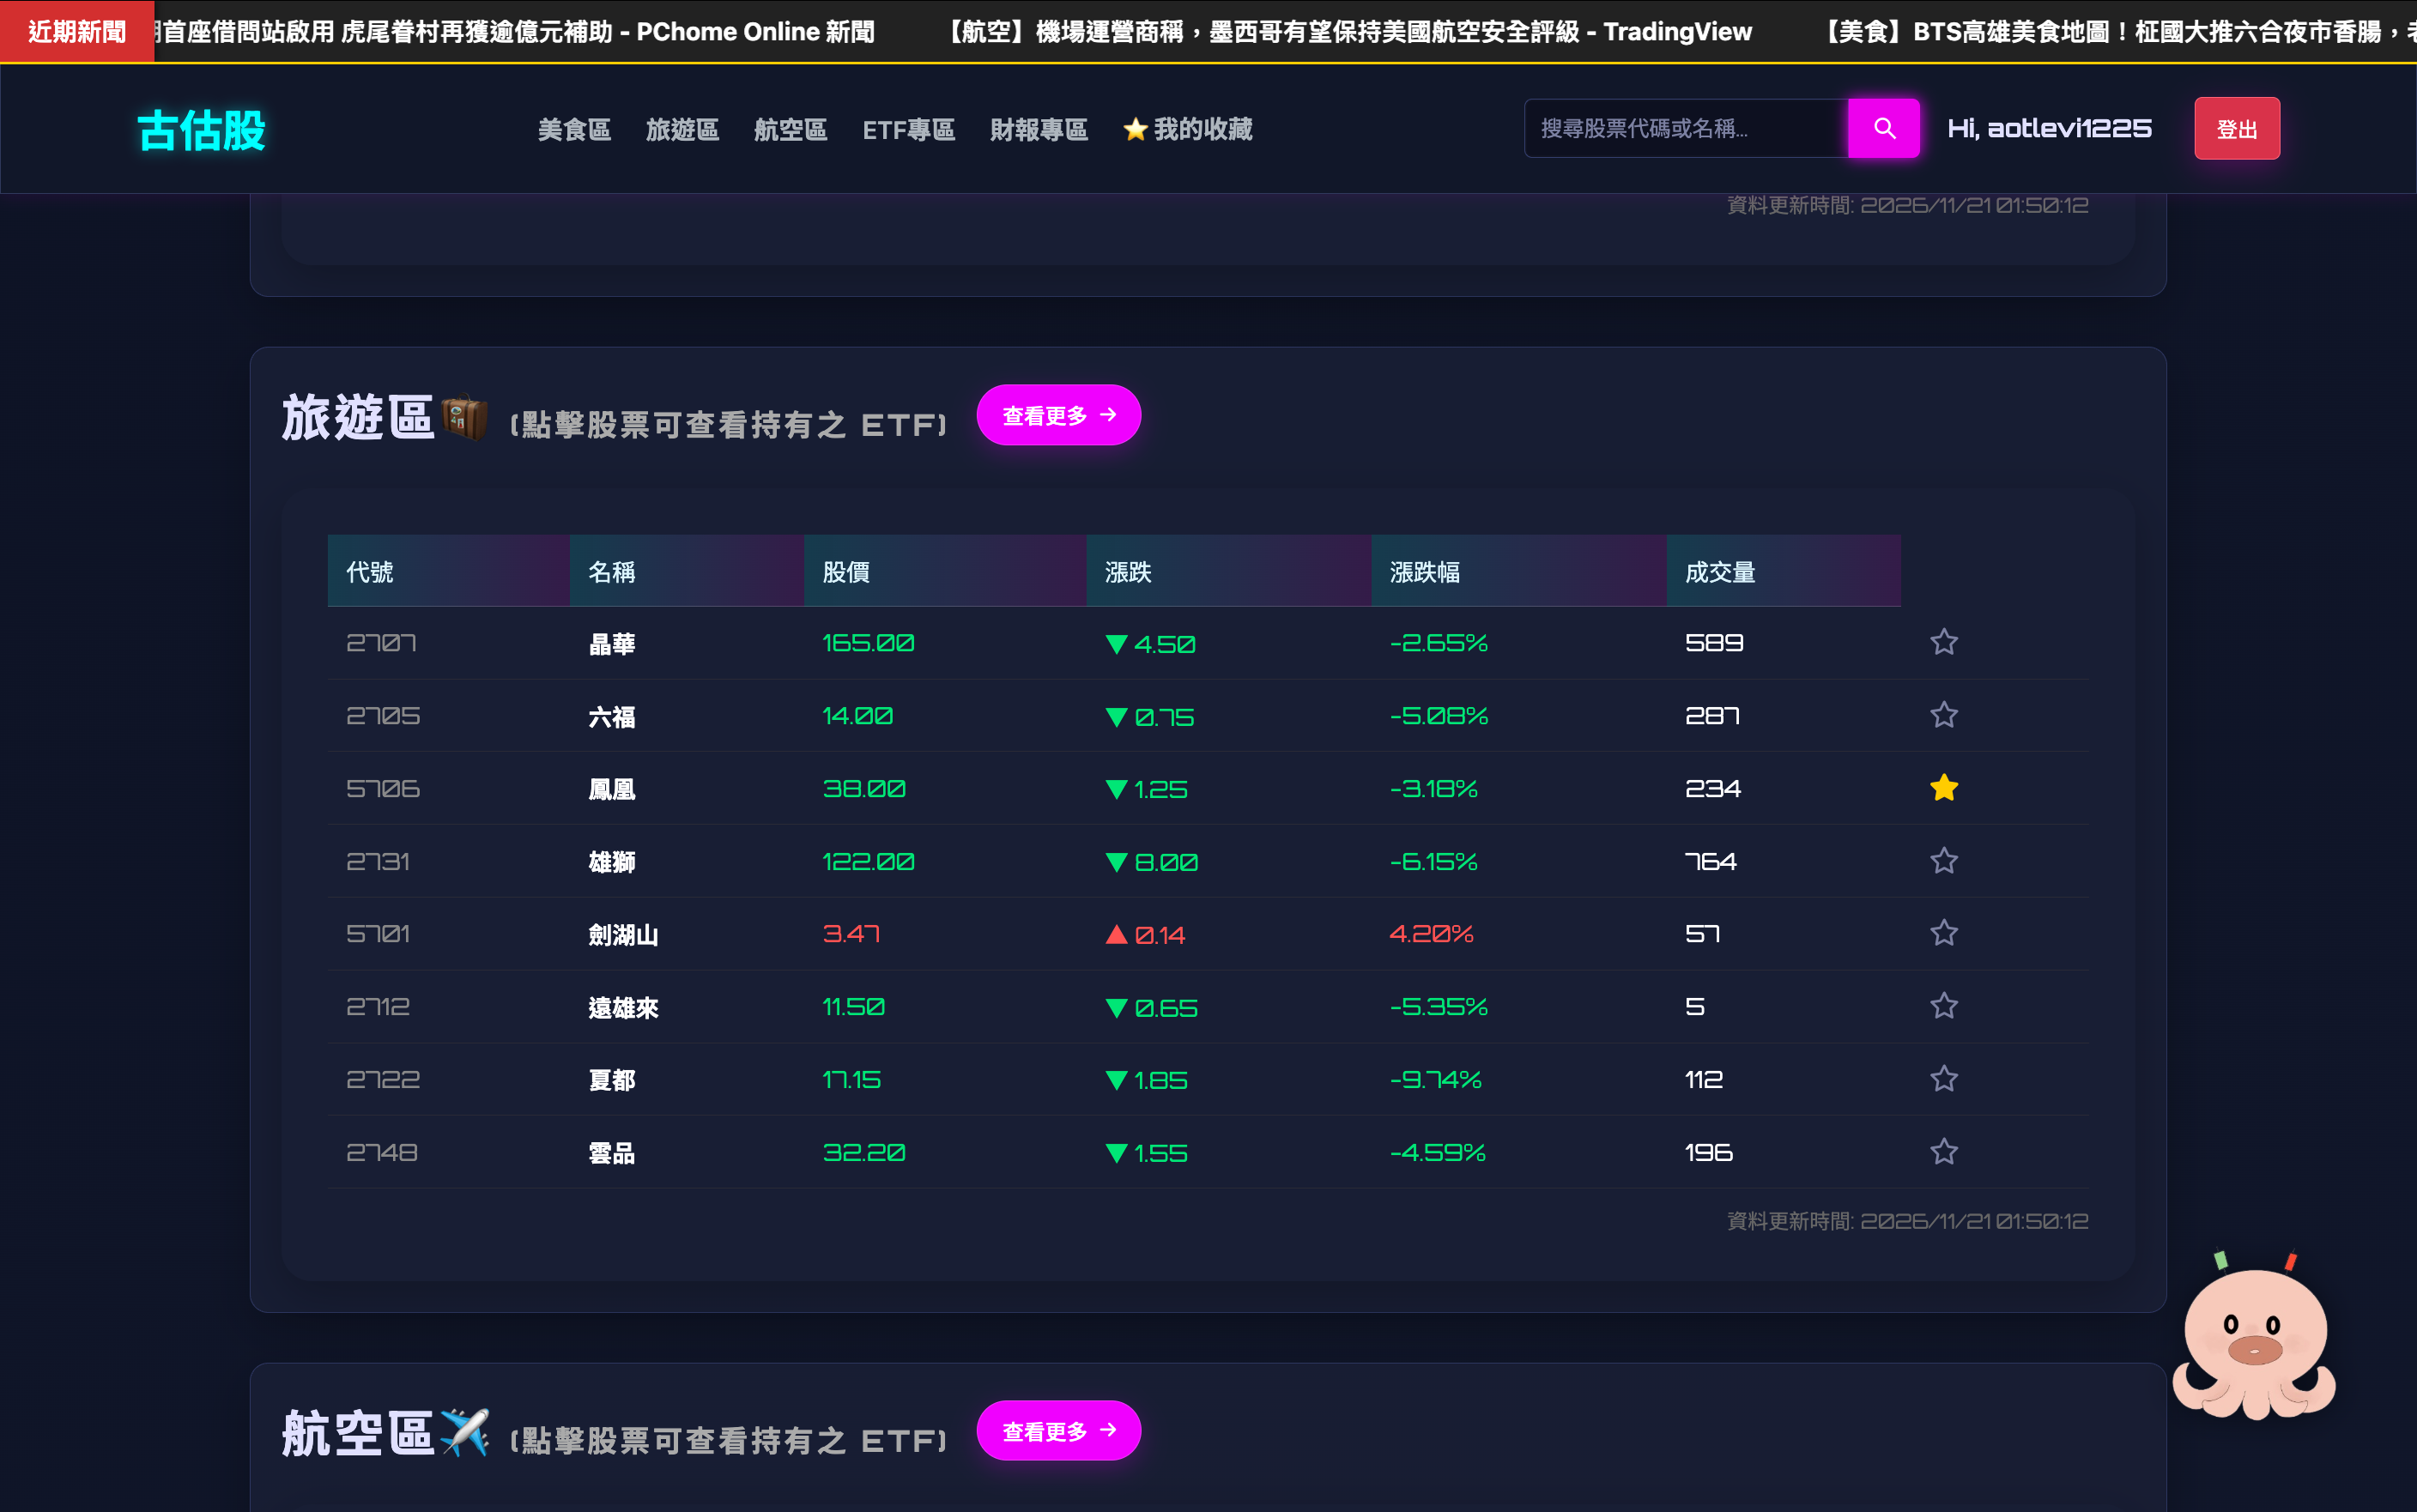 近期新聞 首座借問站啟用 虎尾眷村再獲逾億元補助 - PChome Online 新聞 【航空】機場運營商稱，墨西哥有望保持美國航空安全評級 - TradingView 【美食】BTS高雄美食地圖！柾國大推六合夜市香腸，
古估股 美食區 旅遊區 航空區 ETF專區 財報專區 ⭐ 我的收藏 搜尋股票代碼或名稱... Hi, aotlevi1225 登出
資料更新時間: 2026/11/21 01:50:12
旅遊區 (點擊股票可查看持有之 ETF) 查看更多 →
代號 名稱 股價 漲跌 漲跌幅 成交量
2707 晶華 165.00 ▼ 4.50 -2.65% 589
2705 六福 14.00 ▼ 0.75 -5.08% 287
5706 鳳凰 38.00 ▼ 1.25 -3.18% 234
2731 雄獅 122.00 ▼ 8.00 -6.15% 764
5701 劍湖山 3.47 ▲ 0.14 4.20% 57
2712 遠雄來 11.50 ▼ 0.65 -5.35% 5
2722 夏都 17.15 ▼ 1.85 -9.74% 112
2748 雲品 32.20 ▼ 1.55 -4.59% 196
資料更新時間: 2026/11/21 01:50:12
航空區 (點擊股票可查看持有之 ETF) 查看更多 →